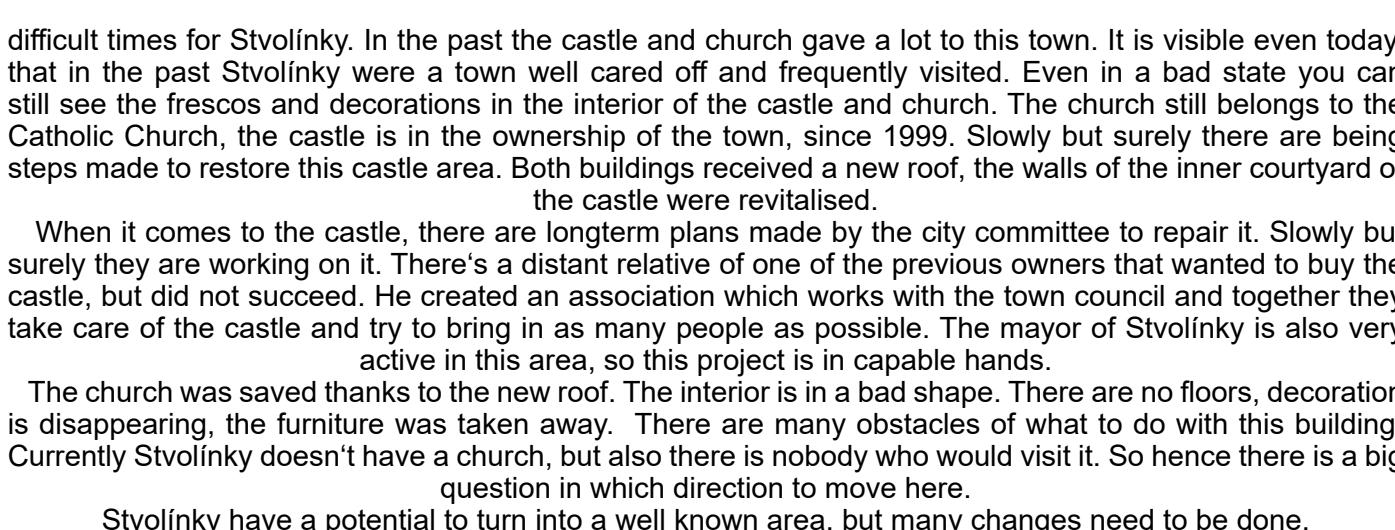 difficult times for Stvolínky. In the past the castle and church gave a lot to this town. It is visible even today
that in the past Stvolínky were a town well cared off and frequently visited. Even in a bad state you can
still see the frescos and decorations in the interior of the castle and church. The church still belongs to the
Catholic Church, the castle is in the ownership of the town, since 1999. Slowly but surely there are being
steps made to restore this castle area. Both buildings received a new roof, the walls of the inner courtyard o
the castle were revitalised.
When it comes to the castle, there are longterm plans made by the city committee to repair it. Slowly bu
surely they are working on it. There‘s a distant relative of one of the previous owners that wanted to buy the
castle, but did not succeed. He created an association which works with the town council and together they
take care of the castle and try to bring in as many people as possible. The mayor of Stvolínky is also very
active in this area, so this project is in capable hands.
The church was saved thanks to the new roof. The interior is in a bad shape. There are no floors, decoration
is disappearing, the furniture was taken away.  There are many obstacles of what to do with this building
Currently Stvolínky doesn‘t have a church, but also there is nobody who would visit it. So hence there is a big
question in which direction to move here.
Stvolínky have a potential to turn into a well known area, but many changes need to be done.